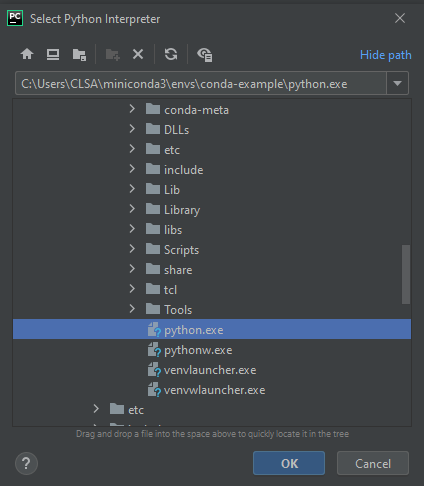 PC
Select Python Interpreter
Hide path
C:\Users\CLSA\miniconda3\envs\conda-example\python.exe
conda-meta
DLLs
etc
include
Lib
Library
libs
Scripts
share
tcl
Tools
python.exe
pythonw.exe
venvlauncher.exe
venvwlauncher.exe
etc
Drag and drop a file into the space above to quickly locate it in the tree
?
OK
Cancel